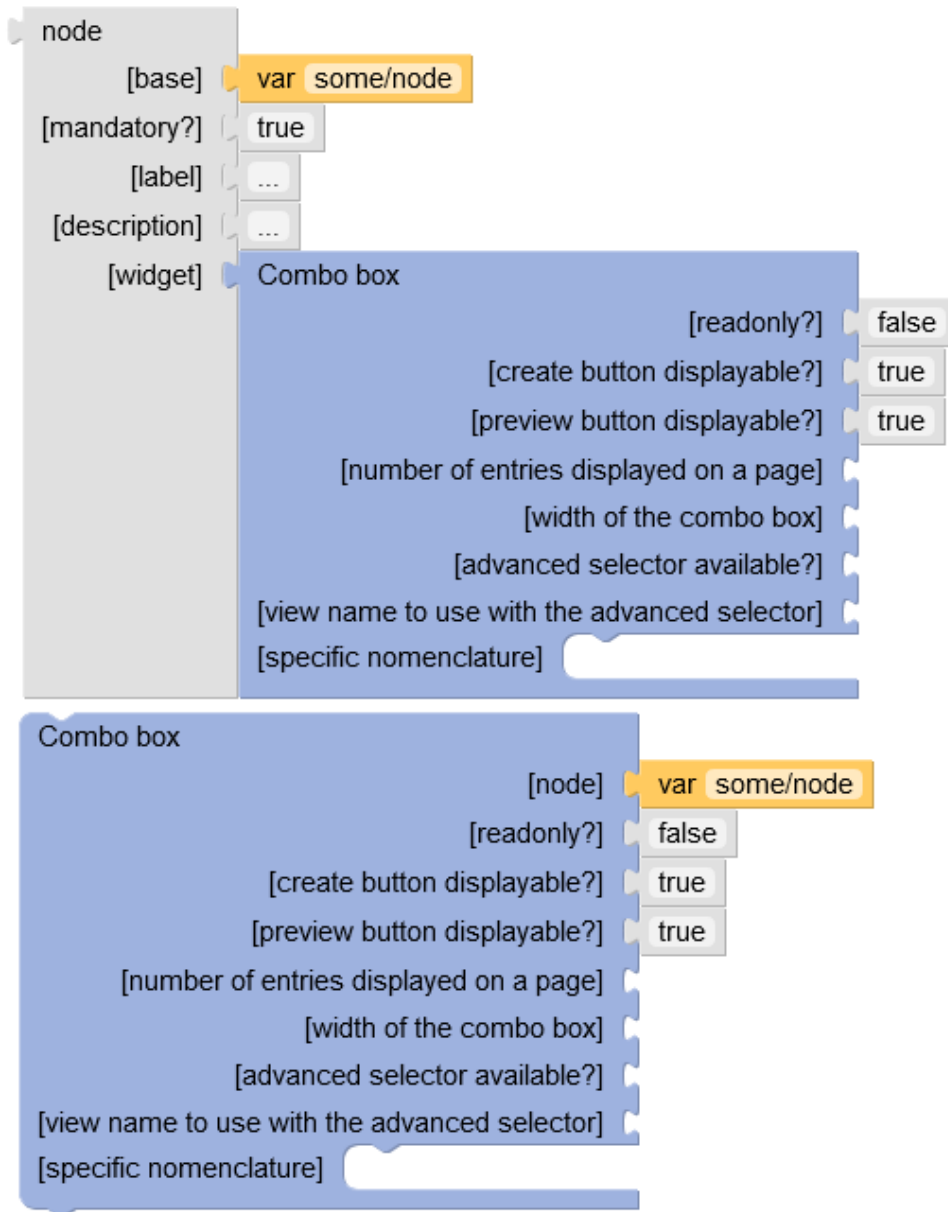 node
[base] var some/node
[mandatory?] true
[label] ...
[description] ...
[widget] Combo box
[readonly?] false
[create button displayable?] true
[preview button displayable?] true
[number of entries displayed on a page]
[width of the combo box]
[advanced selector available?]
[view name to use with the advanced selector]
[specific nomenclature]
Combo box
[node] var some/node
[readonly?] false
[create button displayable?] true
[preview button displayable?] true
[number of entries displayed on a page]
[width of the combo box]
[advanced selector available?]
[view name to use with the advanced selector]
[specific nomenclature]